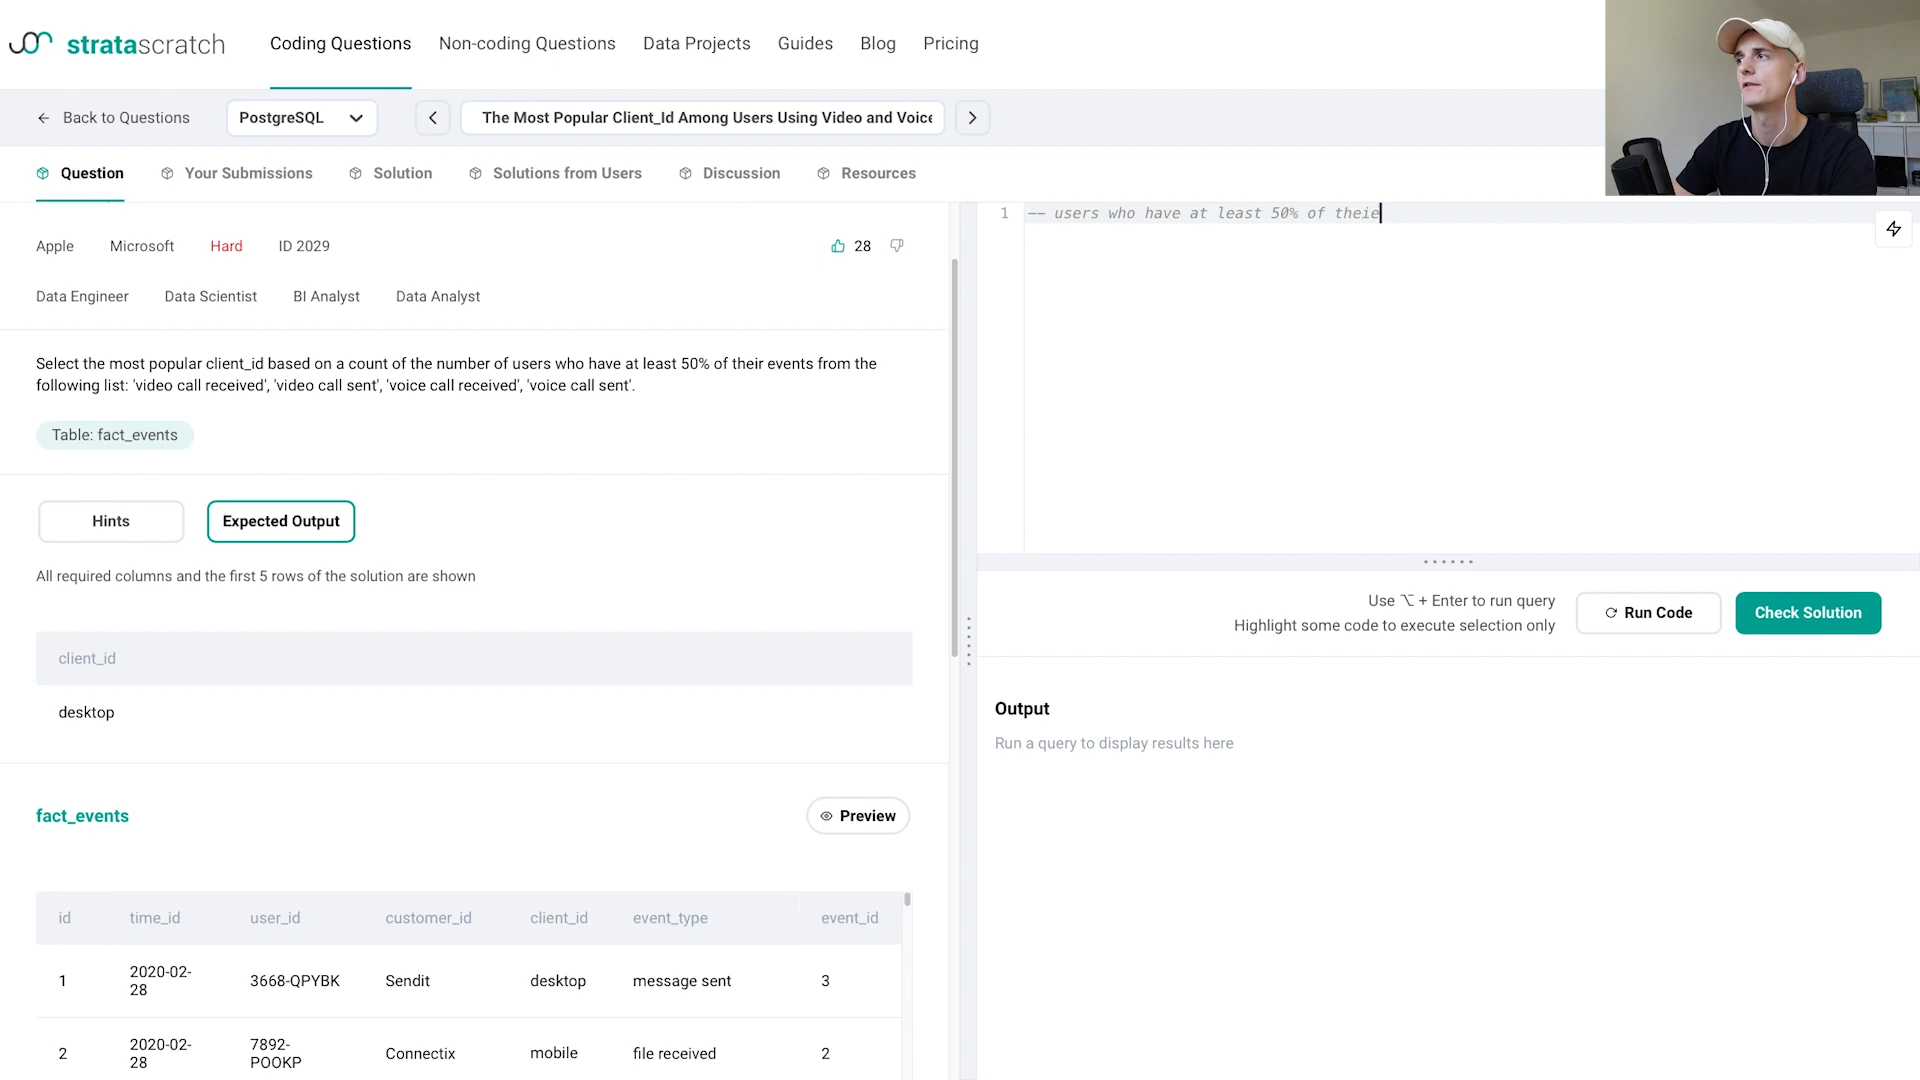 stratascratch
Coding Questions
Non-coding Questions
Data Projects
Guides
Blog
Pricing
Back to Questions
PostgreSQL
The Most Popular Client_Id Among Users Using Video and Voice
Question
Your Submissions
Solution
Solutions from Users
Discussion
Resources
Apple
Microsoft
Hard
ID 2029
28
Data Engineer
Data Scientist
BI Analyst
Data Analyst
Select the most popular client_id based on a count of the number of users who have at least 50% of their events from the
following list: 'video call received', 'video call sent', 'voice call received', 'voice call sent'.
Table: fact_events
Hints
Expected Output
All required columns and the first 5 rows of the solution are shown
client_id
desktop
fact_events
Preview
id time_id user_id customer_id client_id event_type event_id
1 2020-02-28 3668-QPYBK Sendit desktop message sent 3
2 2020-02-28 7892-POOKP Connectix mobile file received 2
1 -- users who have at least 50% of theie
Use ⌥ + Enter to run query
Highlight some code to execute selection only
Run Code
Check Solution
Output
Run a query to display results here